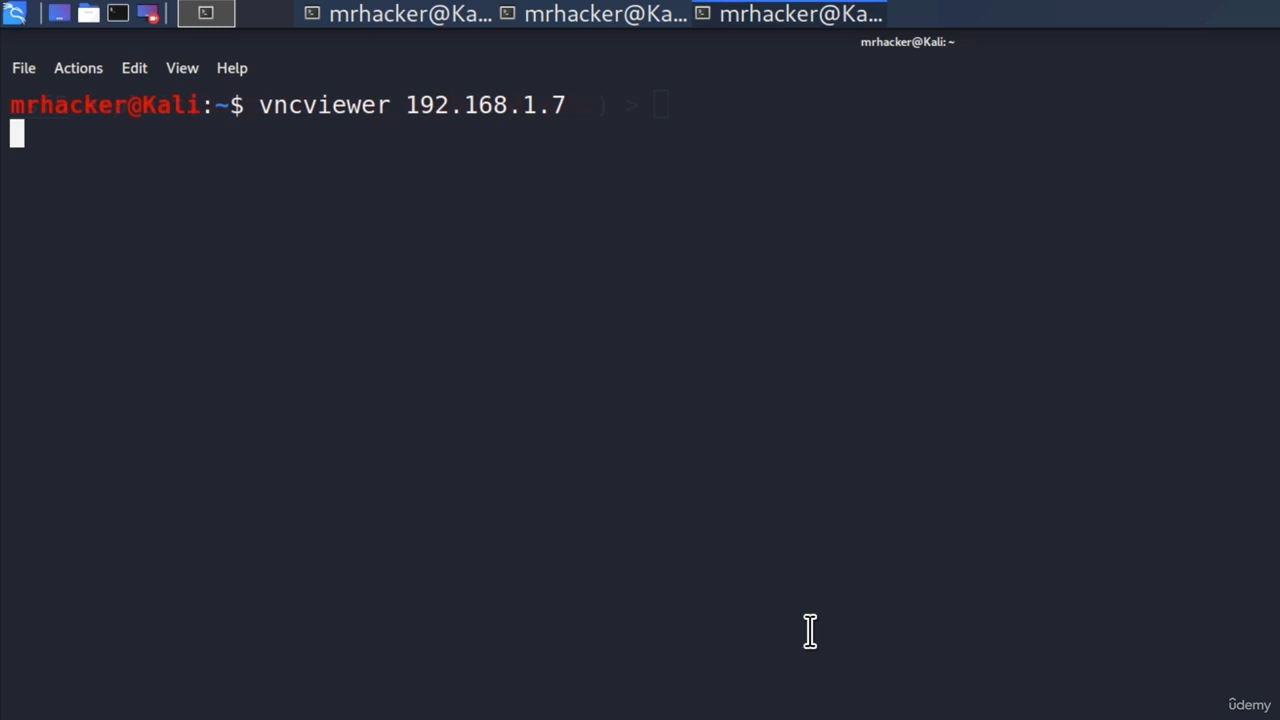 mrhacker@Ka... mrhacker@Ka... mrhacker@Ka...
mrhacker@Kali: ~
File Actions Edit View Help
mrhacker@Kali:~$ vncviewer 192.168.1.7
ûdemy